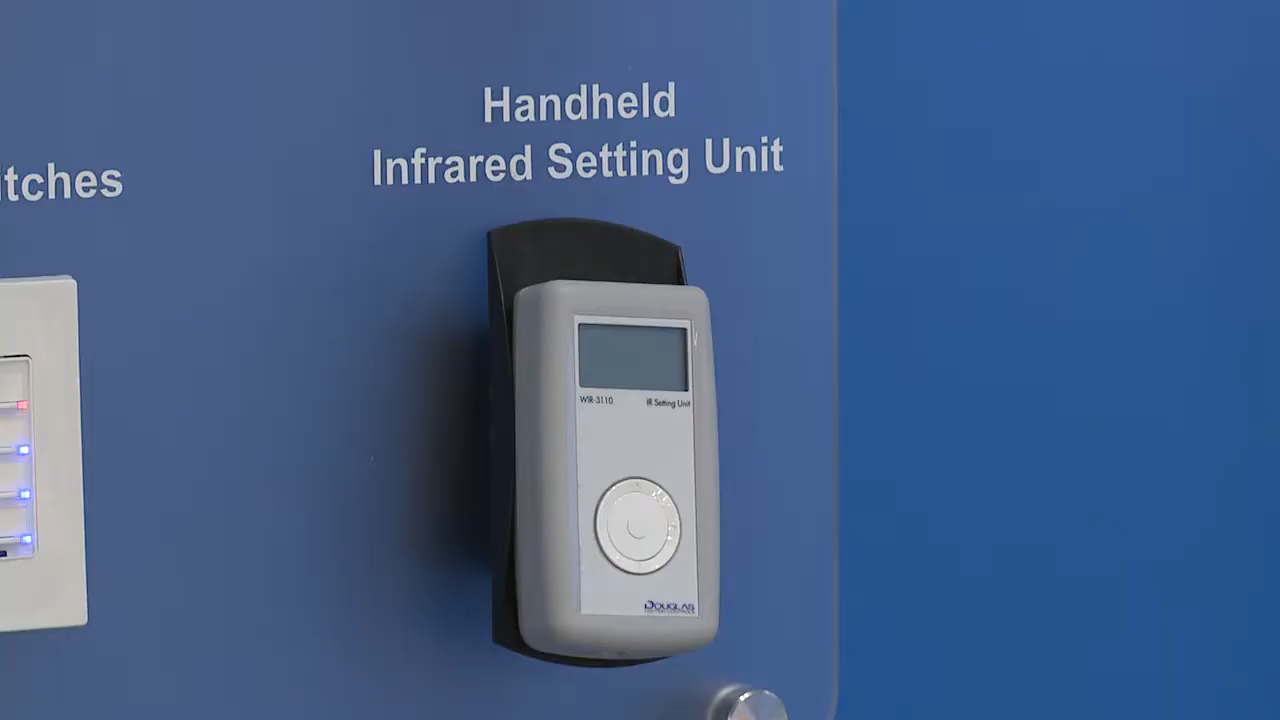 Handheld
Infrared Setting Unit
itches
WIR-3110 IR Setting Unit
DOUGLAS